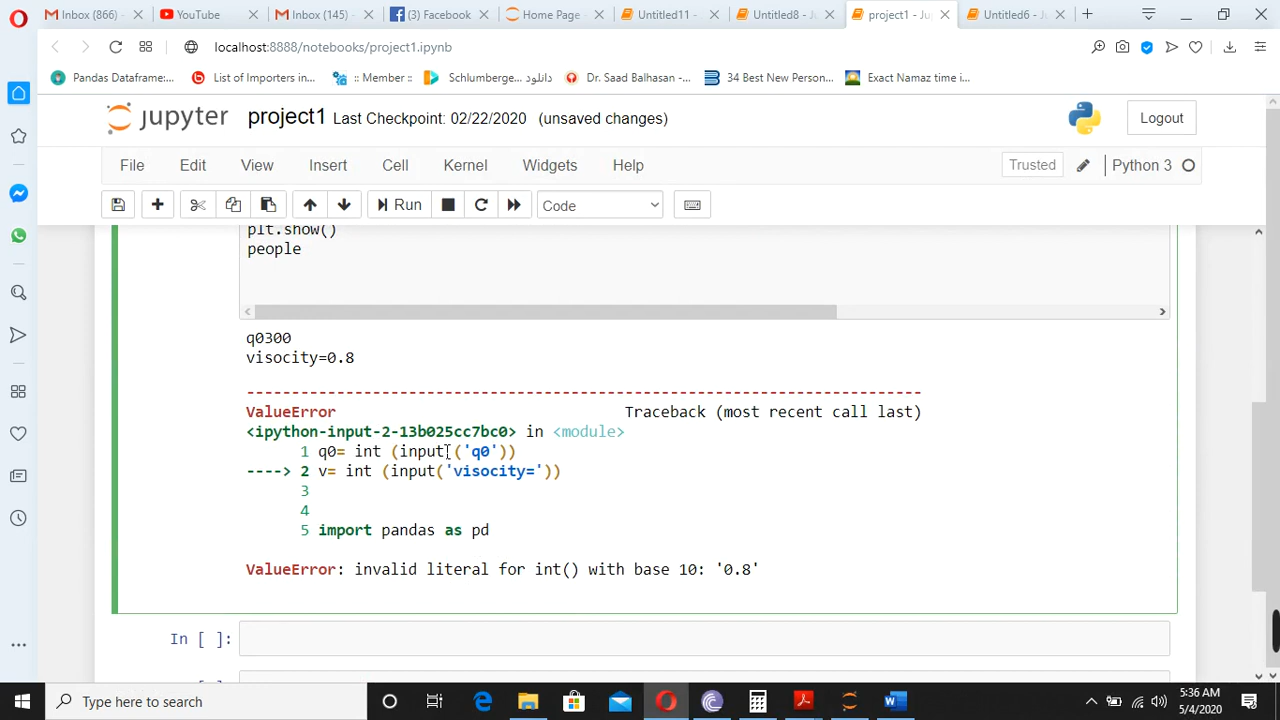 Inbox (866) YouTube Inbox (145) (3) Facebook Home Page - Untitled11 - Untitled8 - Ju project1 - Jup Untitled6 - Ju
localhost:8888/notebooks/project1.ipynb
Pandas Dataframe:... List of Importers in... :: Member :: Schlumberge... دانلود Dr. Saad Balhasan -... 34 Best New Person... Exact Namaz time i...
jupyter project1 Last Checkpoint: 02/22/2020 (unsaved changes) Logout
File Edit View Insert Cell Kernel Widgets Help Trusted Python 3
Run Code
plt.show()
people
q0300
visocity=0.8
---------------------------------------------------------------------------
ValueError Traceback (most recent call last)
<ipython-input-2-13b025cc7bc0> in <module>
1 q0= int (input('q0'))
----> 2 v= int (input('visocity='))
3
4
5 import pandas as pd
ValueError: invalid literal for int() with base 10: '0.8'
In [ ]:
Type here to search
5:36 AM
5/4/2020